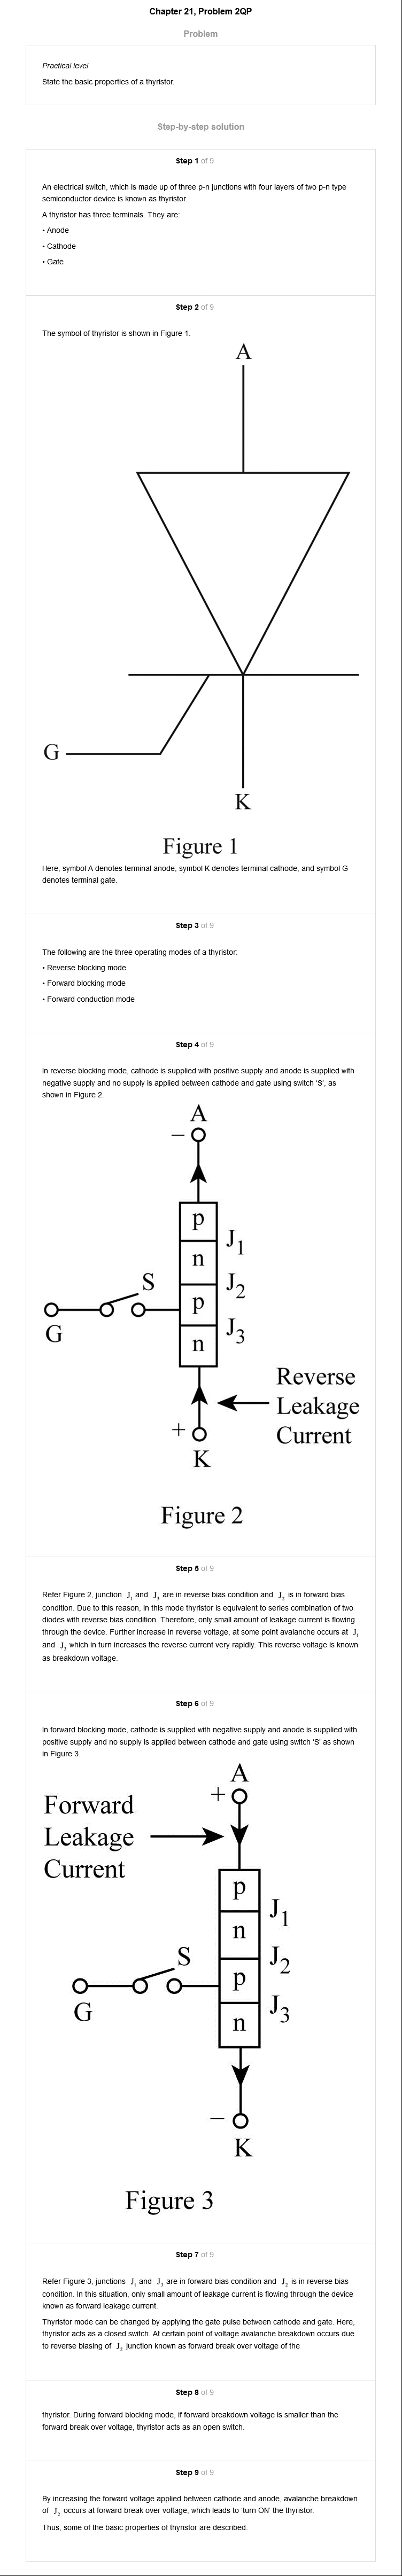 Chapter 21, Problem 2QP
Problem
Practical level
State the basic properties of a thyristor.
Step-by-step solution
Step 1 of 9
An electrical switch, which is made up of three p-n junctions with four layers of two p-n type
semiconductor device is known as thyristor.
A thyristor has three terminals. They are:
• Anode
• Cathode
• Gate
Step 2 of 9
The symbol of thyristor is shown in Figure 1.
A
G
K
Figure 1
Here, symbol A denotes terminal anode, symbol K denotes terminal cathode, and symbol G
denotes terminal gate.
Step 3 of 9
The following are the three operating modes of a thyristor:
• Reverse blocking mode
• Forward blocking mode
• Forward conduction mode
Step 4 of 9
In reverse blocking mode, cathode is supplied with positive supply and anode is supplied with
negative supply and no supply is applied between cathode and gate using switch 'S', as
shown in Figure 2.
A
−
p
J1
n
S
J2
p
G
J3
n
Reverse
Leakage
Current
+
K
Figure 2
Step 5 of 9
Refer Figure 2, junction J1 and J3 are in reverse bias condition and J2 is in forward bias
condition. Due to this reason, in this mode thyristor is equivalent to series combination of two
diodes with reverse bias condition. Therefore, only small amount of leakage current is flowing
through the device. Further increase in reverse voltage, at some point avalanche occurs at J1
and J3 which in turn increases the reverse current very rapidly. This reverse voltage is known
as breakdown voltage.
Step 6 of 9
In forward blocking mode, cathode is supplied with negative supply and anode is supplied with
positive supply and no supply is applied between cathode and gate using switch 'S' as shown
in Figure 3.
A
+
Forward
Leakage
Current
p
J1
n
S
J2
p
G
J3
n
−
K
Figure 3
Step 7 of 9
Refer Figure 3, junctions J1 and J3 are in forward bias condition and J2 is in reverse bias
condition. In this situation, only small amount of leakage current is flowing through the device
known as forward leakage current.
Thyristor mode can be changed by applying the gate pulse between cathode and gate. Here,
thyristor acts as a closed switch. At certain point of voltage avalanche breakdown occurs due
to reverse biasing of J2 junction known as forward break over voltage of the
Step 8 of 9
thyristor. During forward blocking mode, if forward breakdown voltage is smaller than the
forward break over voltage, thyristor acts as an open switch.
Step 9 of 9
By increasing the forward voltage applied between cathode and anode, avalanche breakdown
of J2 occurs at forward break over voltage, which leads to 'turn ON' the thyristor.
Thus, some of the basic properties of thyristor are described.